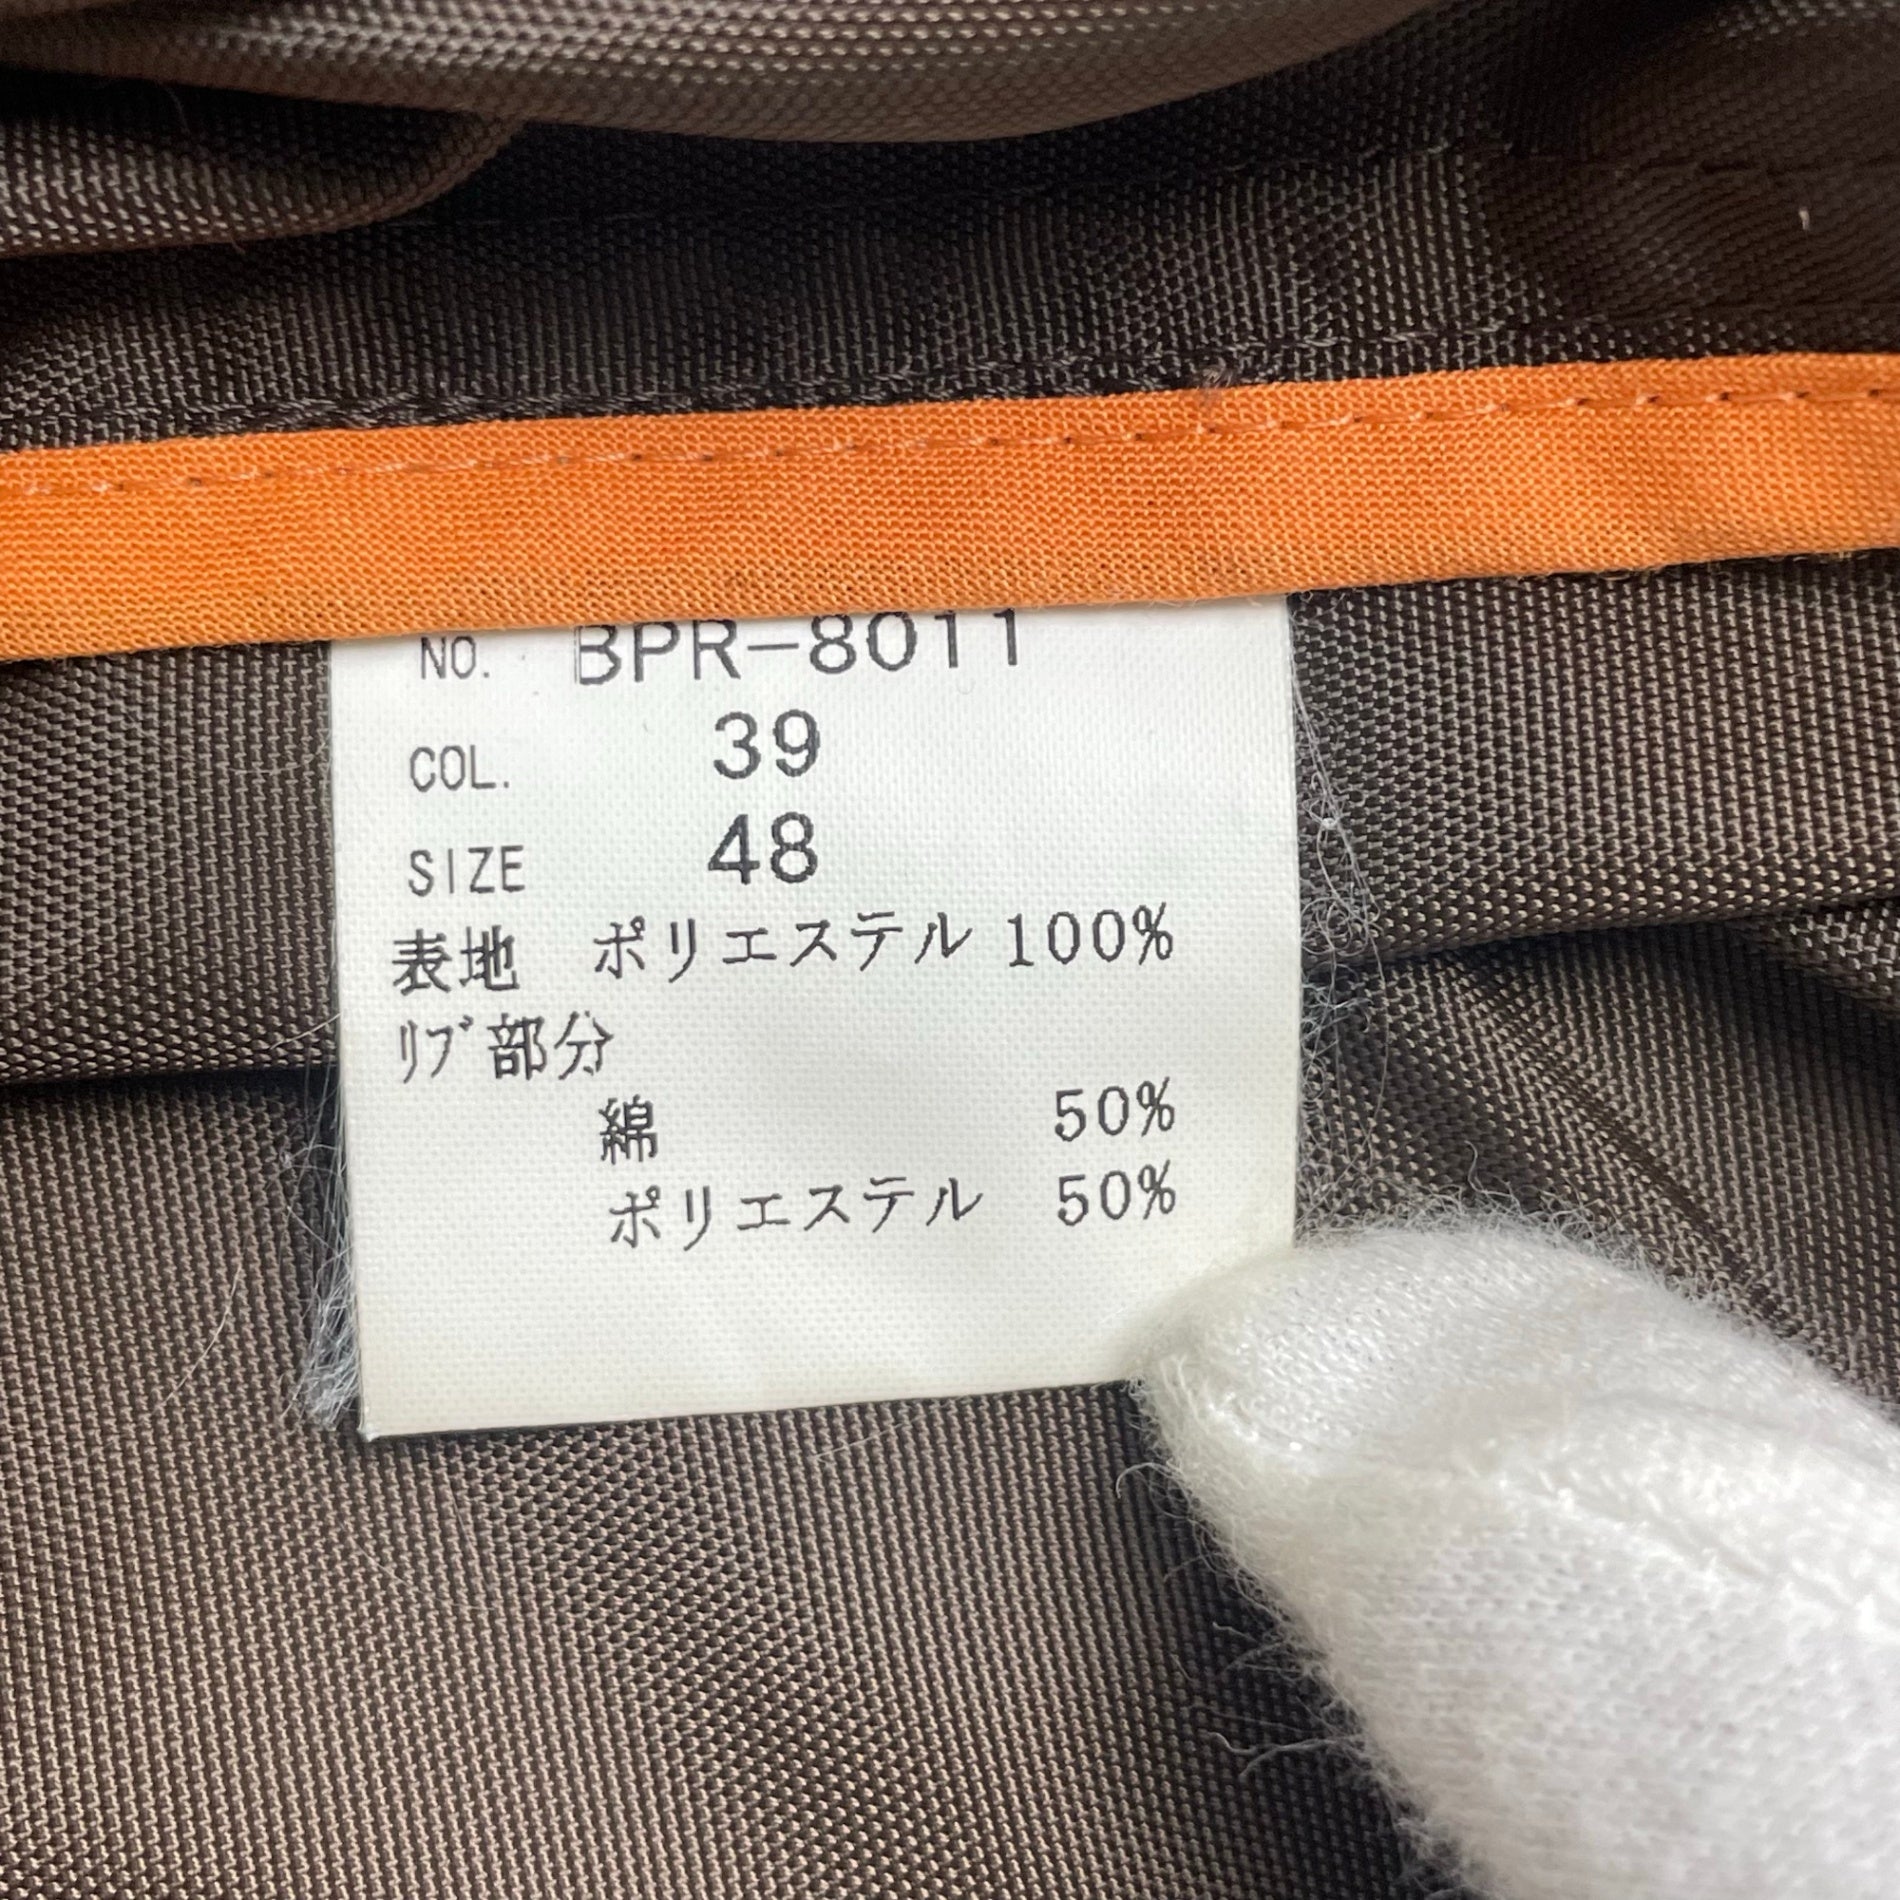 NO. BPR-8011
COL. 39
SIZE 48
表地 ポリエステル 100%
ﾘﾌﾞ部分
綿 50%
ポリエステル 50%